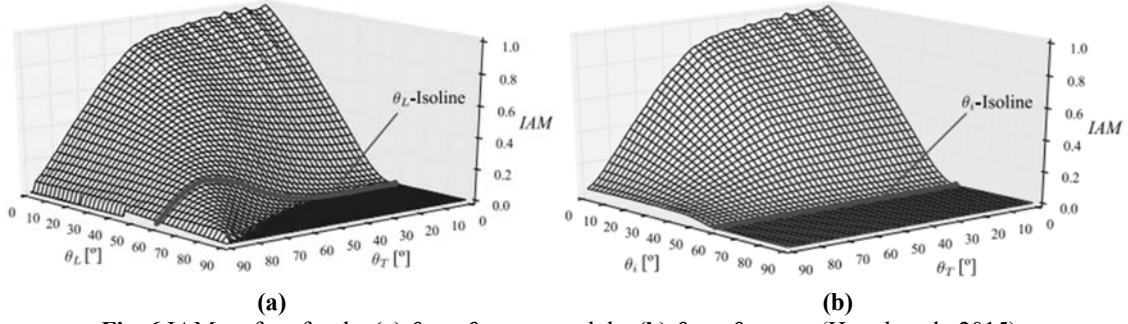 1.0
0.8
0.6
0.4
0.2
0.0
IAM
θL-Isoline
0 10 20 30 40 50 60 70 80 90
θL [º]
90 80 70 60 50 40 30 20 10 0
θT [º]
(a)
1.0
0.8
0.6
0.4
0.2
0.0
IAM
θi-Isoline
0 10 20 30 40 50 60 70 80 90
θi [º]
90 80 70 60 50 40 30 20 10 0
θT [º]
(b)
Fig. 6 IAM surface for the (a) space and the (b) space et al., 2015)